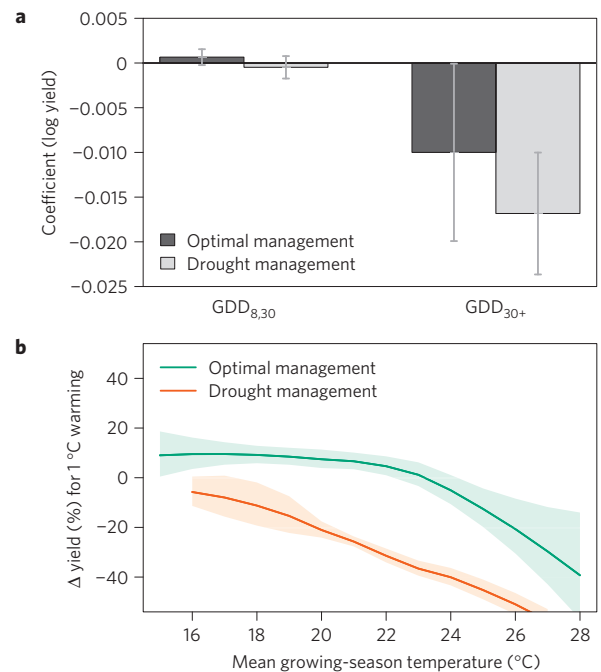 a
0.005
0
−0.005
−0.010
−0.015
−0.020
−0.025
Coefficient (log yield)
Optimal management
Drought management
GDD8,30
GDD30+
b
Optimal management
Drought management
40
20
0
−20
−40
Δ yield (%) for 1 °C warming
16 18 20 22 24 26 28
Mean growing-season temperature (°C)